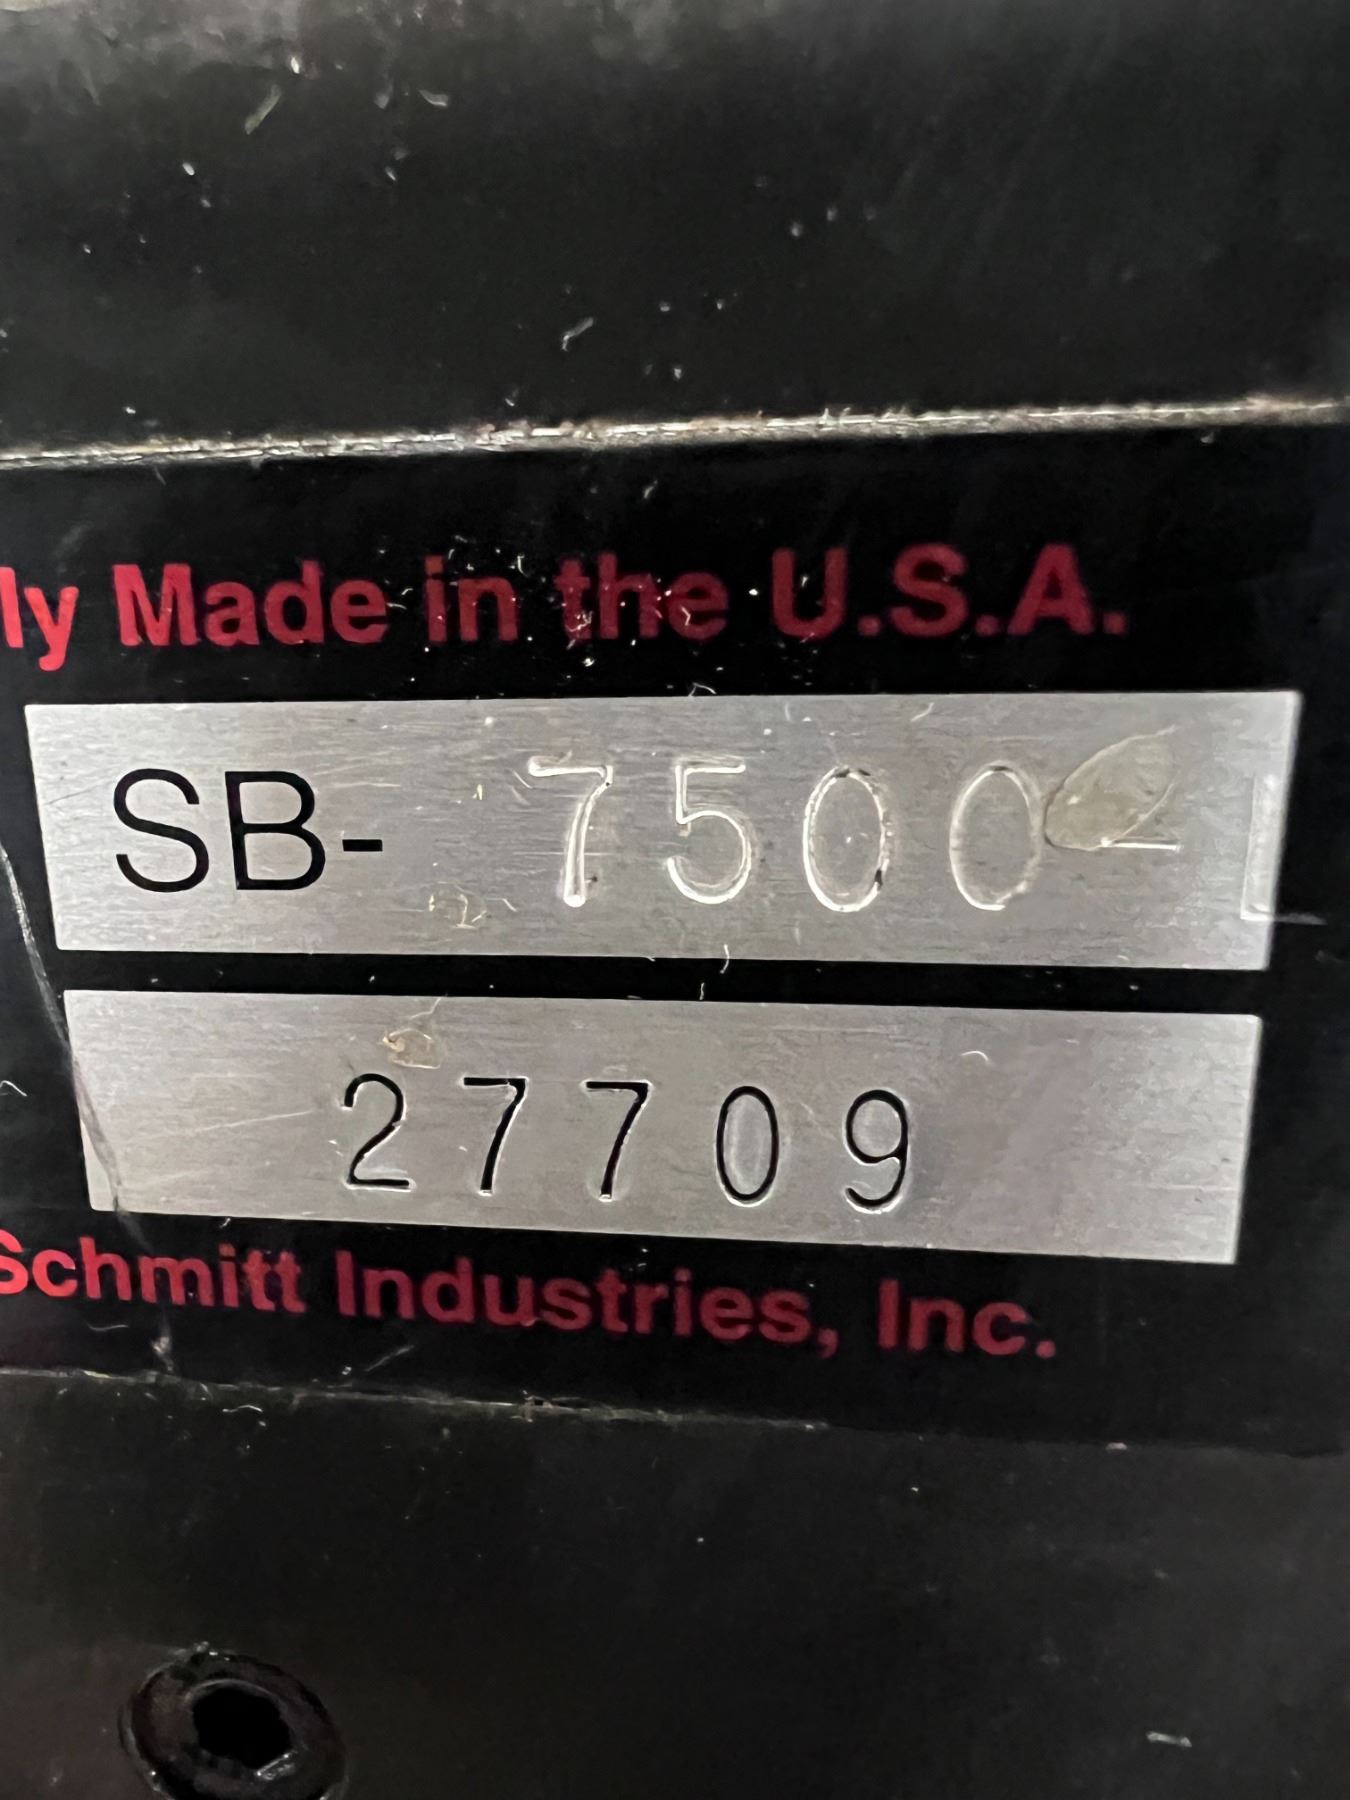 ly Made in the U.S.A.
SB- 7500-L
27709
Schmitt Industries, Inc.